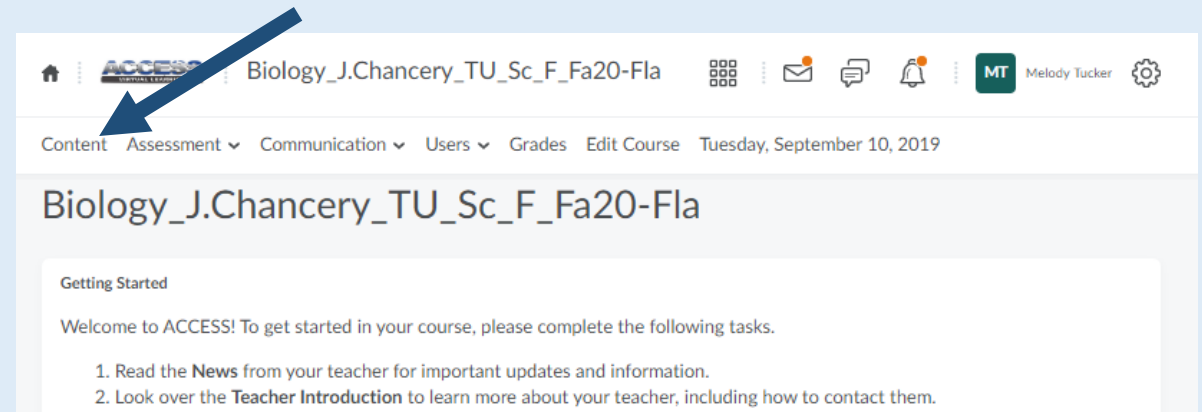 ACCESS Biology_J.Chancery_TU_Sc_F_Fa20-Fla MT Melody Tucker
Content Assessment Communication Users Grades Edit Course Tuesday, September 10, 2019
Biology_J.Chancery_TU_Sc_F_Fa20-Fla
Getting Started
Welcome to ACCESS! To get started in your course, please complete the following tasks.
1. Read the News from your teacher for important updates and information.
2. Look over the Teacher Introduction to learn more about your teacher, including how to contact them.